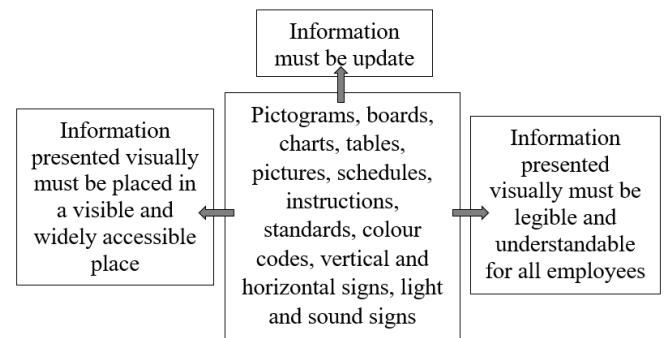 Information
must be update
Information
presented visually
must be placed in
a visible and
widely accessible
place
Pictograms, boards,
charts, tables,
pictures, schedules,
instructions,
standards, colour
codes, vertical and
horizontal signs, light
and sound signs
Information
presented
visually must be
legible and
understandable
for all employees